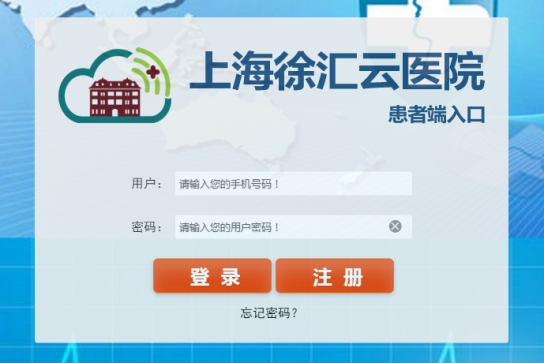 上海徐汇云医院
患者端入口
用户：
请输入您的手机号码！
密码：
请输入您的用户密码！
登 录
注 册
忘记密码？